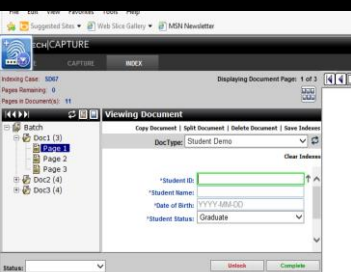 File Edit View Favorites Tools Help
Suggested Sites Web Slice Gallery MSN Newsletter
ECH|CAPTURE
CAPTURE INDEX
Indexing Case: SD67
Displaying Document Page: 1 of 3
Pages Remaining: 0
Pages in Document(s): 11
Viewing Document
Batch
Doc1 (3)
Page 1
Page 2
Page 3
Doc2 (4)
Doc3 (4)
Copy Document | Split Document | Delete Document | Save Indexes
DocType: Student Demo
Clear Indexes
*Student ID:
*Student Name:
*Date of Birth: YYYY-MM-DD
*Student Status: Graduate
Status:
Unlock Complete